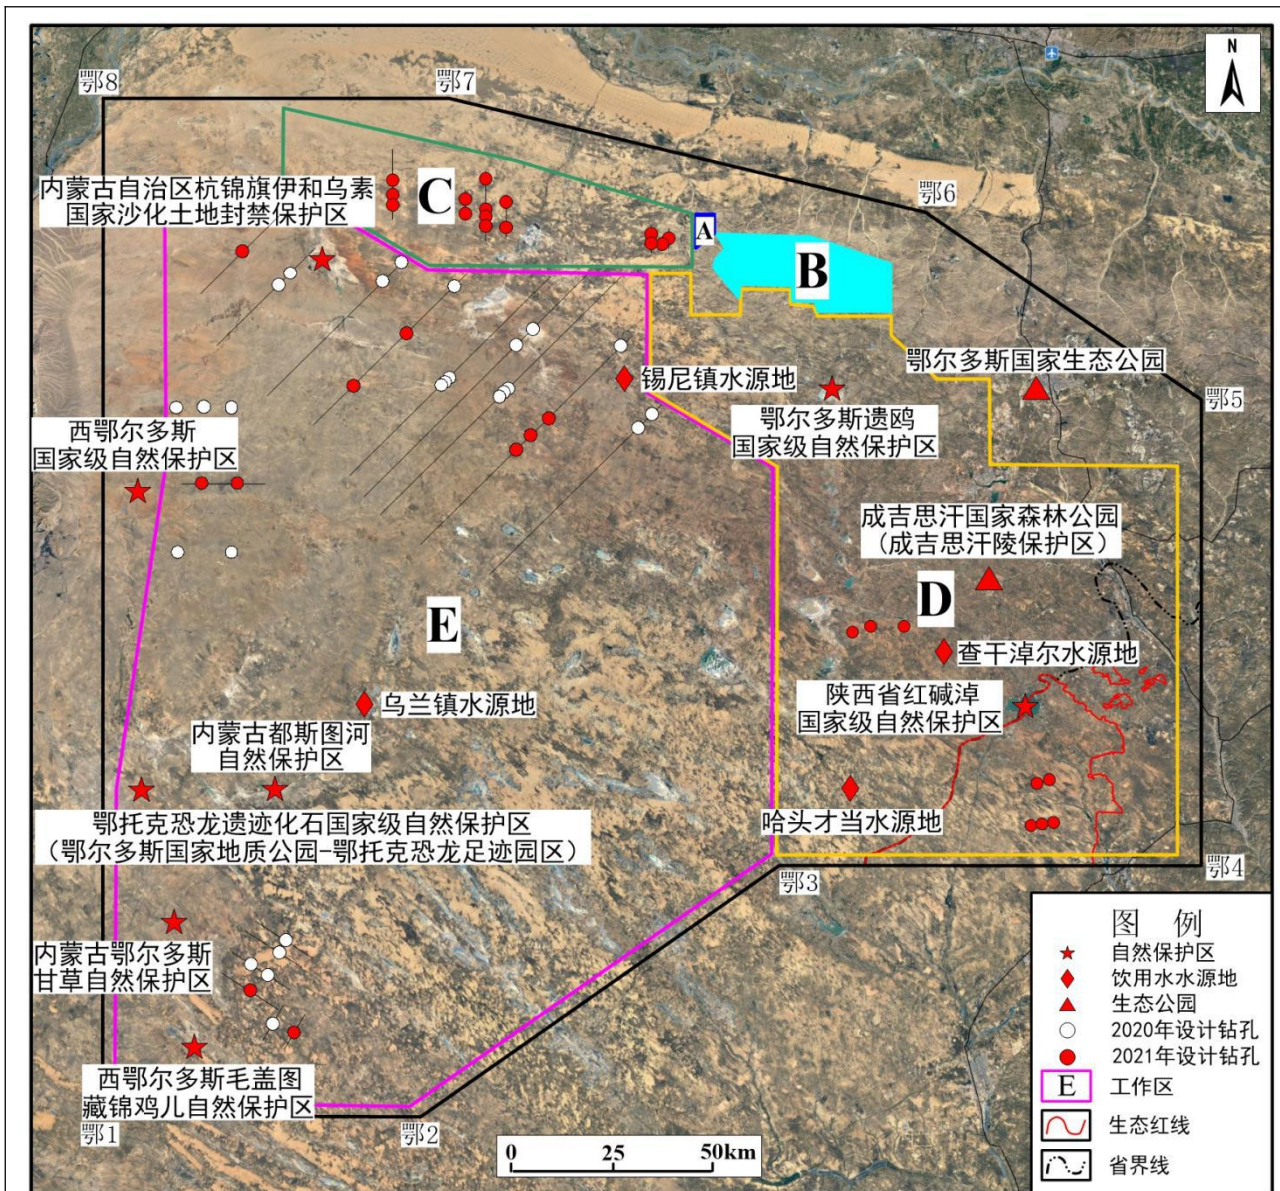 N
鄂8
鄂7
鄂6
C
内蒙古自治区杭锦旗伊和乌素
国家沙化土地封禁保护区
A
B
锡尼镇水源地
鄂尔多斯国家生态公园
鄂5
鄂尔多斯遗鸥
国家级自然保护区
西鄂尔多斯
国家级自然保护区
成吉思汗国家森林公园
（成吉思汗陵保护区）
D
E
查干淖尔水源地
乌兰镇水源地
陕西省红碱淖
国家级自然保护区
内蒙古都斯图河
自然保护区
哈头才当水源地
鄂托克恐龙遗迹化石国家级自然保护区
（鄂尔多斯国家地质公园-鄂托克恐龙足迹园区）
鄂3
鄂4
内蒙古鄂尔多斯
甘草自然保护区
西鄂尔多斯毛盖图
藏锦鸡儿自然保护区
鄂1
鄂2
0 25 50km
图 例
自然保护区
饮用水水源地
生态公园
2020年设计钻孔
2021年设计钻孔
E 工作区
生态红线
省界线